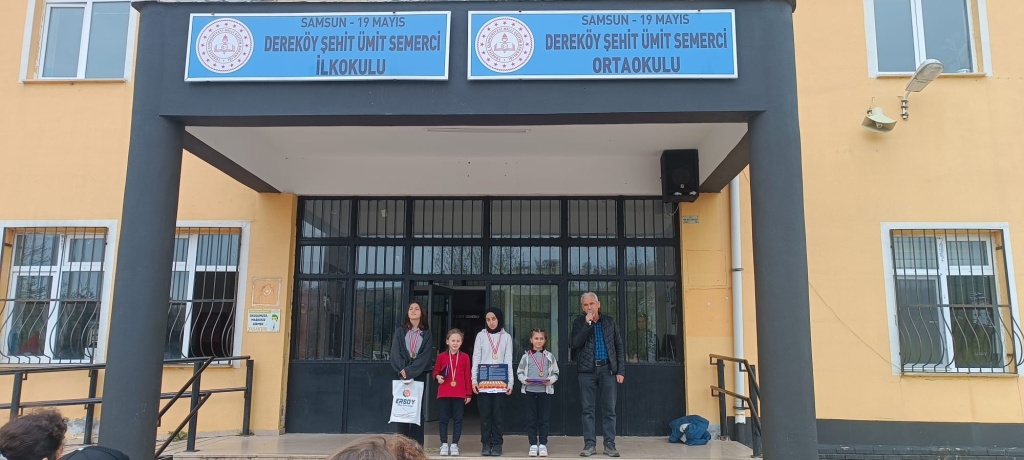 SAMSUN - 19 MAYIS
DEREKÖY ŞEHİT ÜMİT SEMERCİ
İLKOKULU
SAMSUN - 19 MAYIS
DEREKÖY ŞEHİT ÜMİT SEMERCİ
ORTAOKULU
ERSOY